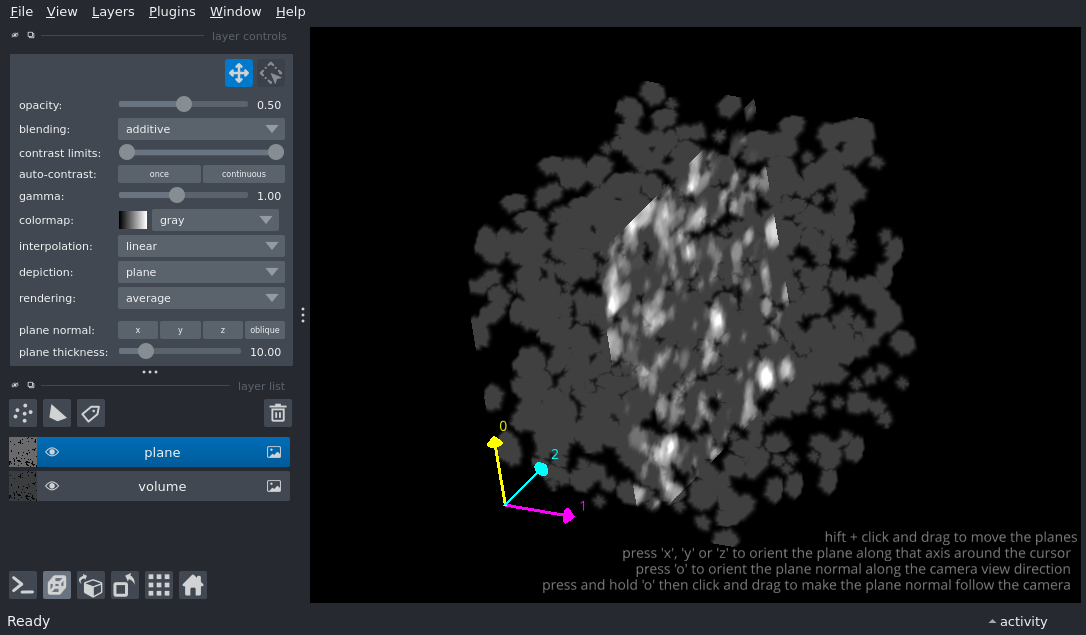 File View Layers Plugins Window Help
layer controls
opacity: 0.50
blending: additive
contrast limits:
auto-contrast: once continuous
gamma: 1.00
colormap: gray
interpolation: linear
depiction: plane
rendering: average
plane normal: x y z oblique
plane thickness: 10.00
layer list
plane
volume
0
2
1
hift + click and drag to move the planes
press 'x', 'y' or 'z' to orient the plane along that axis around the cursor
press 'o' to orient the plane normal along the camera view direction
press and hold 'o' then click and drag to make the plane normal follow the camera
Ready
activity